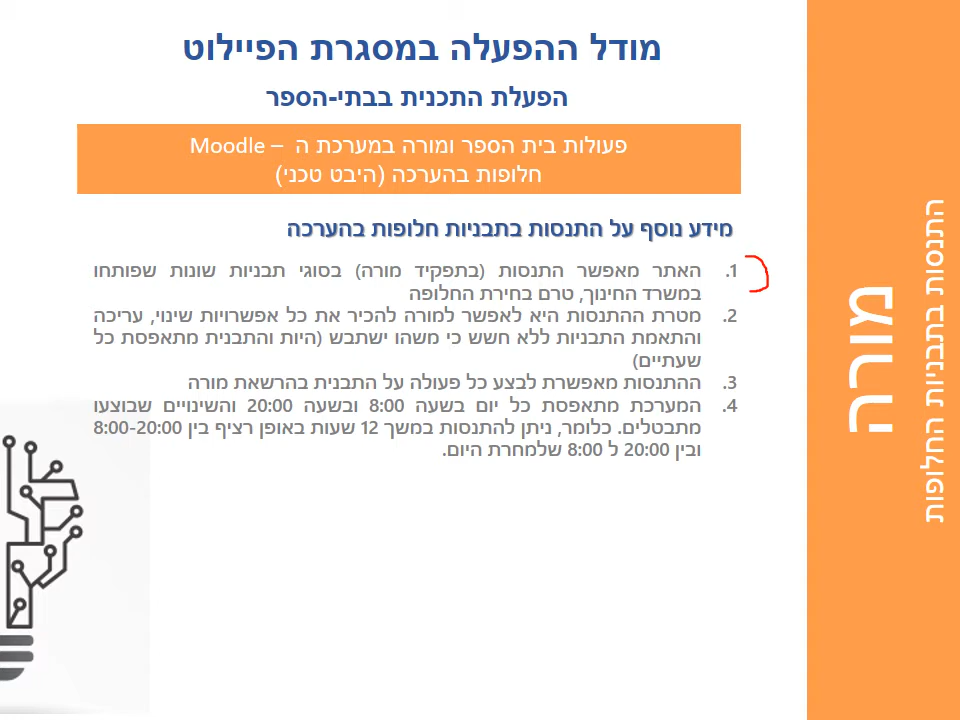 מודל ההפעלה במסגרת הפיילוט
הפעלת התכנית בבתי-הספר
פעולות בית הספר ומורה במערכת ה – Moodle
חלופות בהערכה (היבט טכני)
מידע נוסף על התנסות בתבניות חלופות בהערכה
1. האתר מאפשר התנסות (בתפקיד מורה) בסוגי תבניות שונות שפותחו
במשרד החינוך, טרם בחירת החלופה
2. מטרת ההתנסות היא לאפשר למורה להכיר את כל אפשרויות שינוי, עריכה
והתאמת התבניות ללא חשש כי משהו ישתבש (היות והתבנית מתאפסת כל
שעתיים)
3. ההתנסות מאפשרת לבצע כל פעולה על התבנית בהרשאת מורה
4. המערכת מתאפסת כל יום בשעה 8:00 ובשעה 20:00 והשינויים שבוצעו
מתבטלים. כלומר, ניתן להתנסות במשך 12 שעות באופן רציף בין 8:00-20:00
ובין 20:00 ל 8:00 שלמחרת היום.
מורה
התנסות בתבניות החלופות